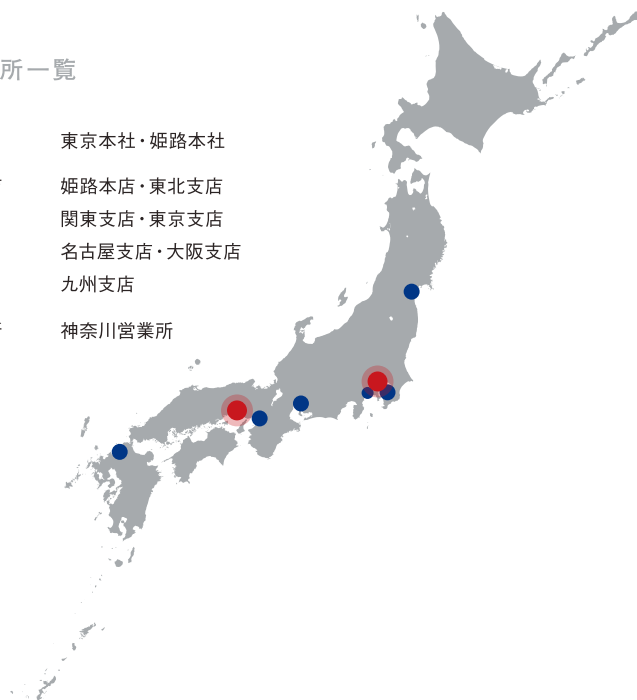 所一覧
東京本社・姫路本社
姫路本店・東北支店
関東支店・東京支店
名古屋支店・大阪支店
九州支店
神奈川営業所